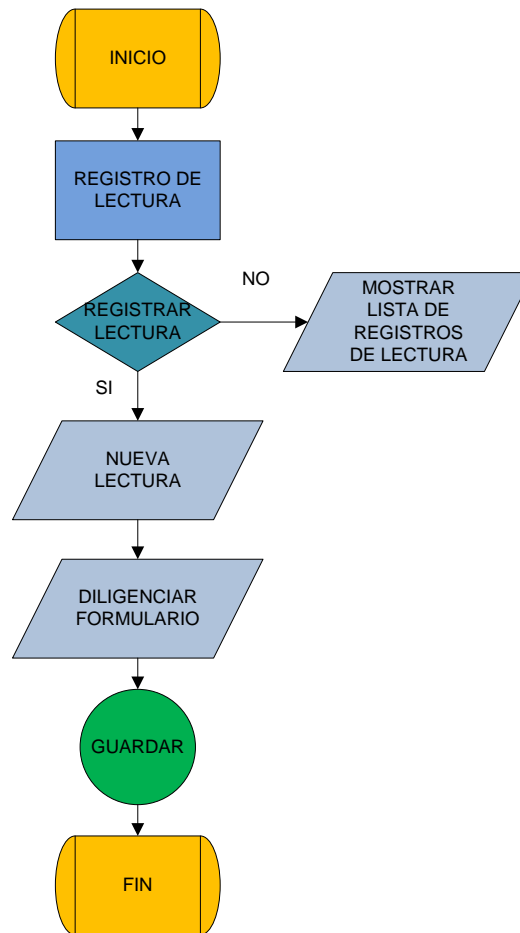 INICIO
REGISTRO DE
LECTURA
REGISTRAR
LECTURA
NO
MOSTRAR
LISTA DE
REGISTROS
DE LECTURA
SI
NUEVA
LECTURA
DILIGENCIAR
FORMULARIO
GUARDAR
FIN